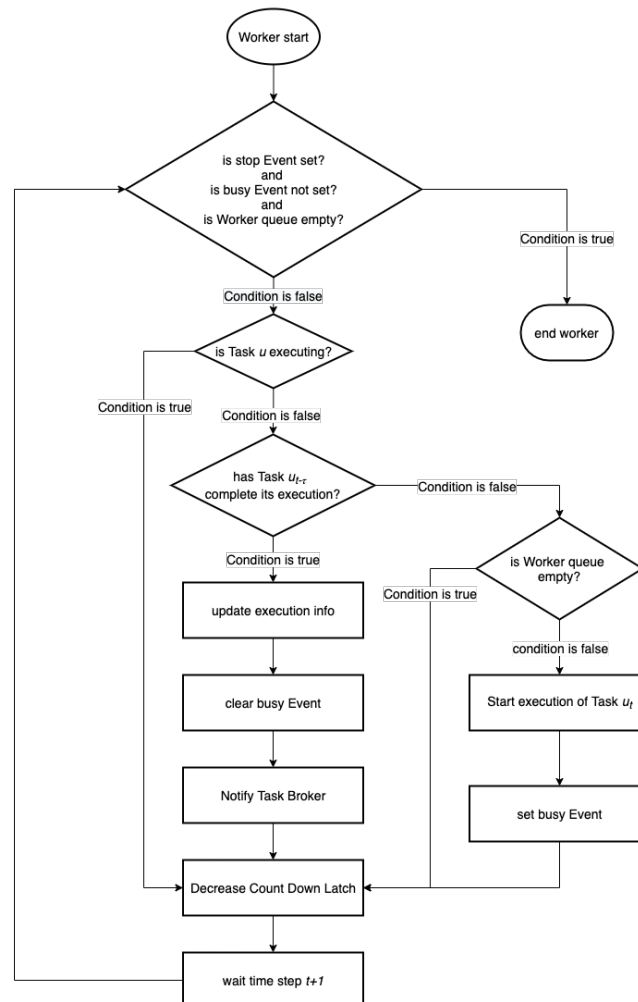 Worker start
is stop Event set?
and
is busy Event not set?
and
is Worker queue empty?
Condition is true
end worker
Condition is false
is Task u executing?
Condition is true
Condition is false
has Task u_{t-τ}
complete its execution?
Condition is false
Condition is true
is Worker queue
empty?
Condition is true
condition is false
update execution info
Start execution of Task u_t
clear busy Event
set busy Event
Notify Task Broker
Decrease Count Down Latch
wait time step t+1